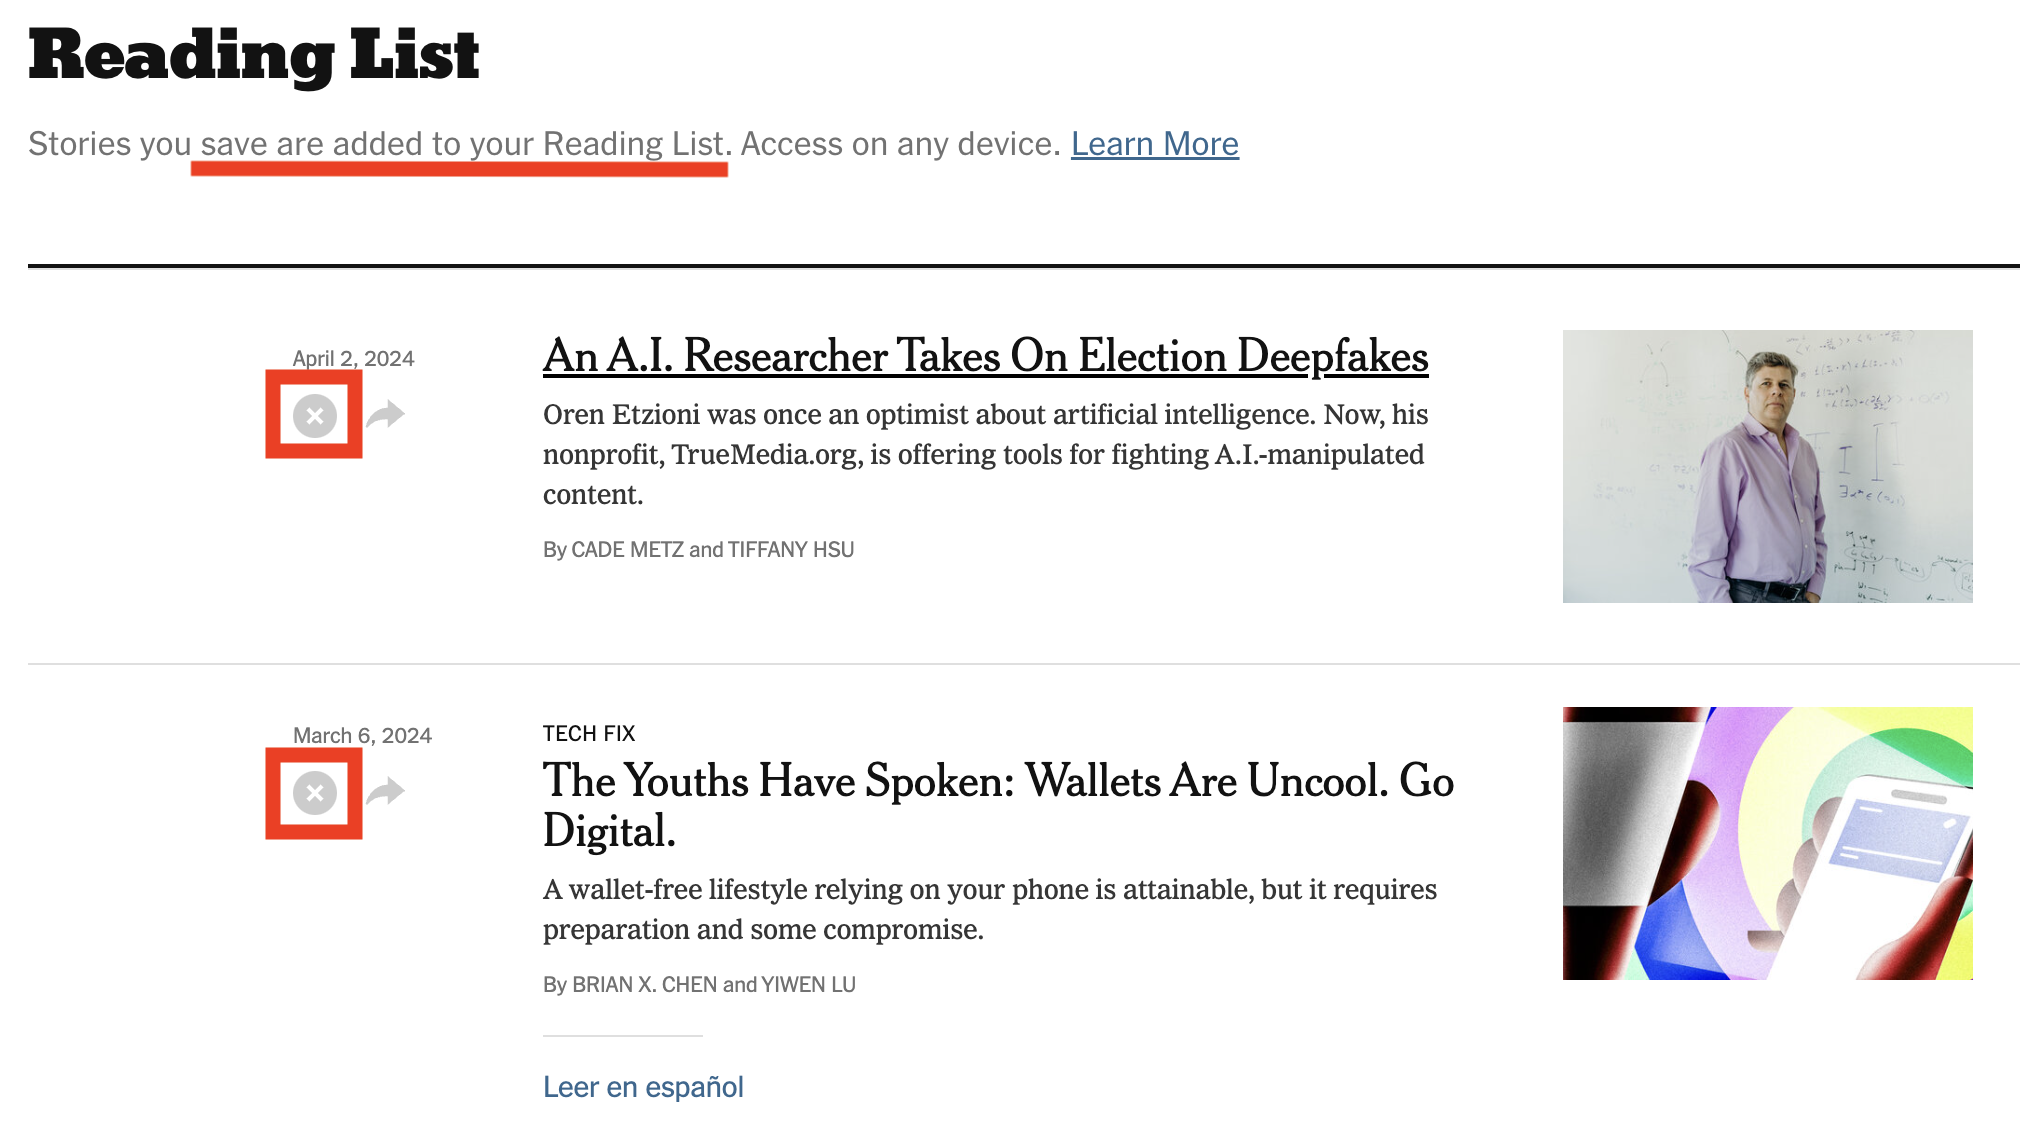 Reading List
Stories you save are added to your Reading List. Access on any device. Learn More
April 2, 2024
An A.I. Researcher Takes On Election Deepfakes
Oren Etzioni was once an optimist about artificial intelligence. Now, his
nonprofit, TrueMedia.org, is offering tools for fighting A.I.-manipulated
content.
By CADE METZ and TIFFANY HSU
March 6, 2024
TECH FIX
The Youths Have Spoken: Wallets Are Uncool. Go
Digital.
A wallet-free lifestyle relying on your phone is attainable, but it requires
preparation and some compromise.
By BRIAN X. CHEN and YIWEN LU
Leer en español